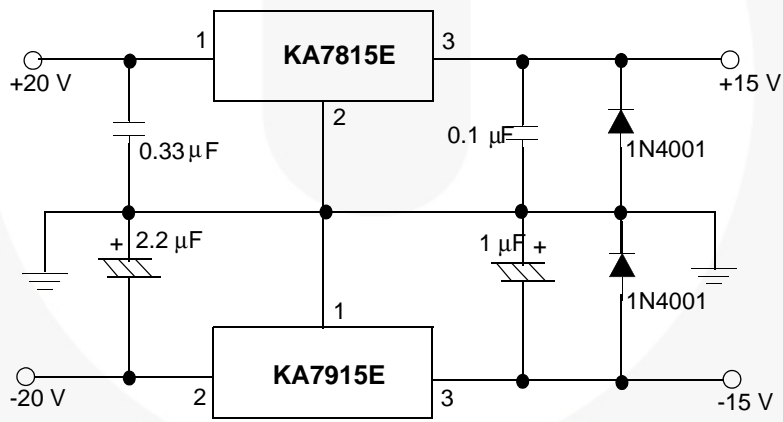 1
KA7815E
3
+20 V
+15 V
2
0.33 μF
0.1 μF
1N4001
+ 2.2 μF
1 μF +
1N4001
1
KA7915E
2
3
-20 V
-15 V